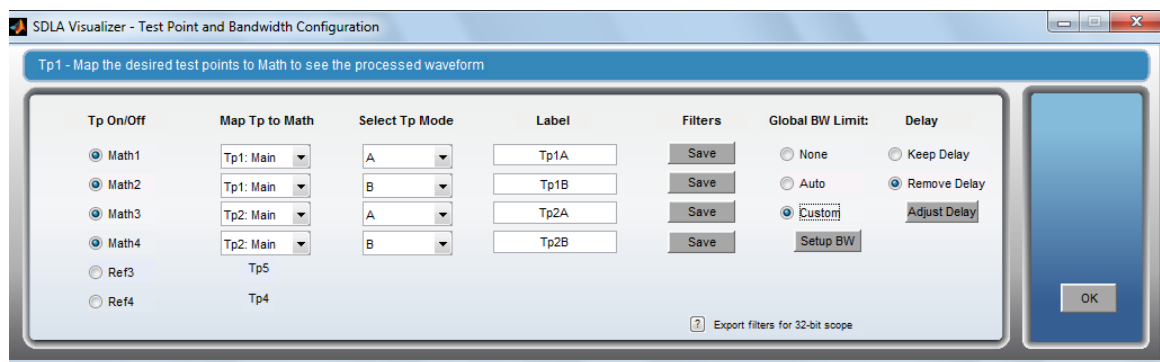 SDLA Visualizer - Test Point and Bandwidth Configuration
Tp1 - Map the desired test points to Math to see the processed waveform
Tp On/Off Map Tp to Math Select Tp Mode Label Filters Global BW Limit: Delay
Math1 Tp1: Main A Tp1A Save None Keep Delay
Math2 Tp1: Main B Tp1B Save Auto Remove Delay
Math3 Tp2: Main A Tp2A Save Custom Adjust Delay
Math4 Tp2: Main B Tp2B Save Setup BW
Ref3 Tp5
Ref4 Tp4 OK
? Export filters for 32-bit scope